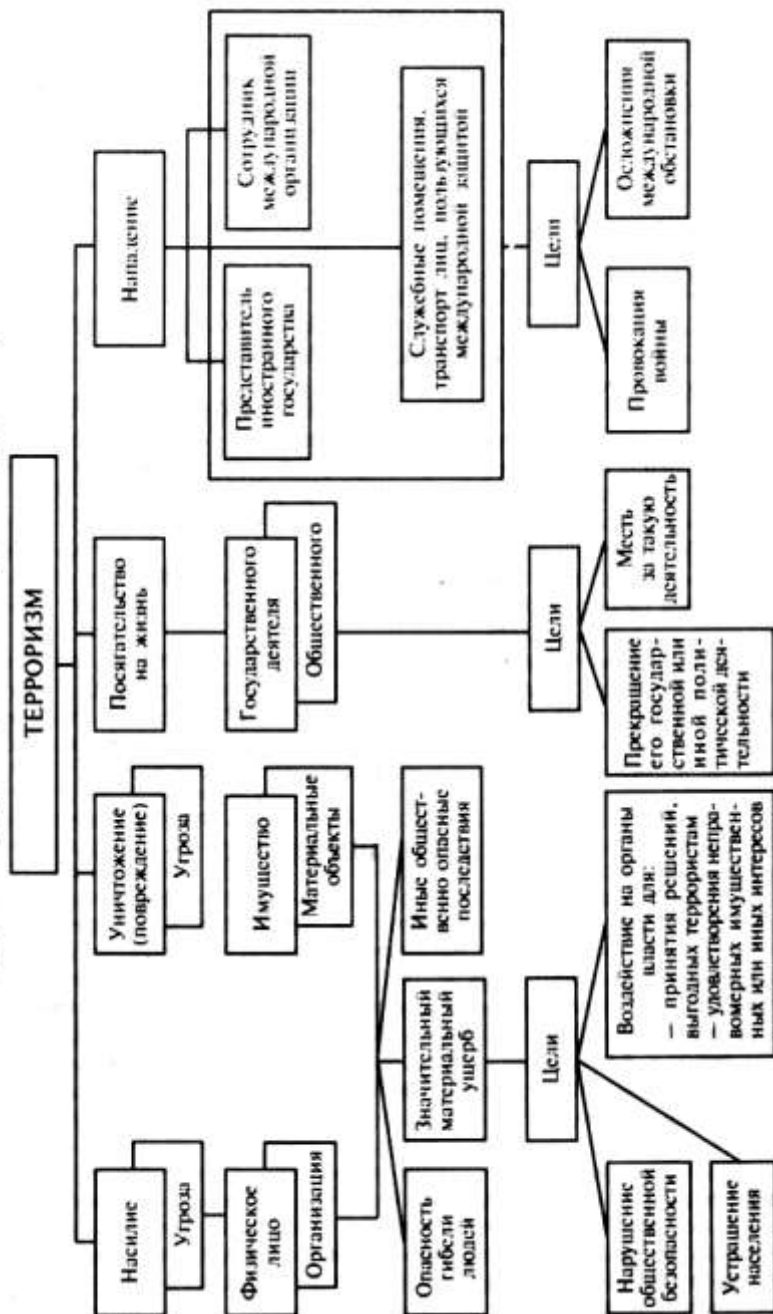 ТЕРРОРИЗМ
Насилие
Угроза
Уничтожение
(повреждение)
Угроза
Посягательство
на жизнь
Нападение
Физическое
лицо
Организация
Имущество
Материальные
объекты
Государственного
деятеля
Общественного
Представитель
иностранного
государства
Сотрудник
международной
организации
Опасность
гибели
людей
Значительный
материальный
ущерб
Иные общест-
венно опасные
последствия
Служебные помещения,
транспорт лиц, пользующихся
международной защитой
Цели
Цели
Цели
Нарушение
общественной
безопасности
Устрашение
населения
Воздействие на органы
власти для:
— принятия решений,
выгодных террористам
— удовлетворения непра-
вомерных имуществен-
ных или иных интересов
Прекращение
его государ-
ственной или
иной поли-
тической дея-
тельности
Месть
за такую
деятельность
Провокация
войны
Осложнения
международной
обстановки